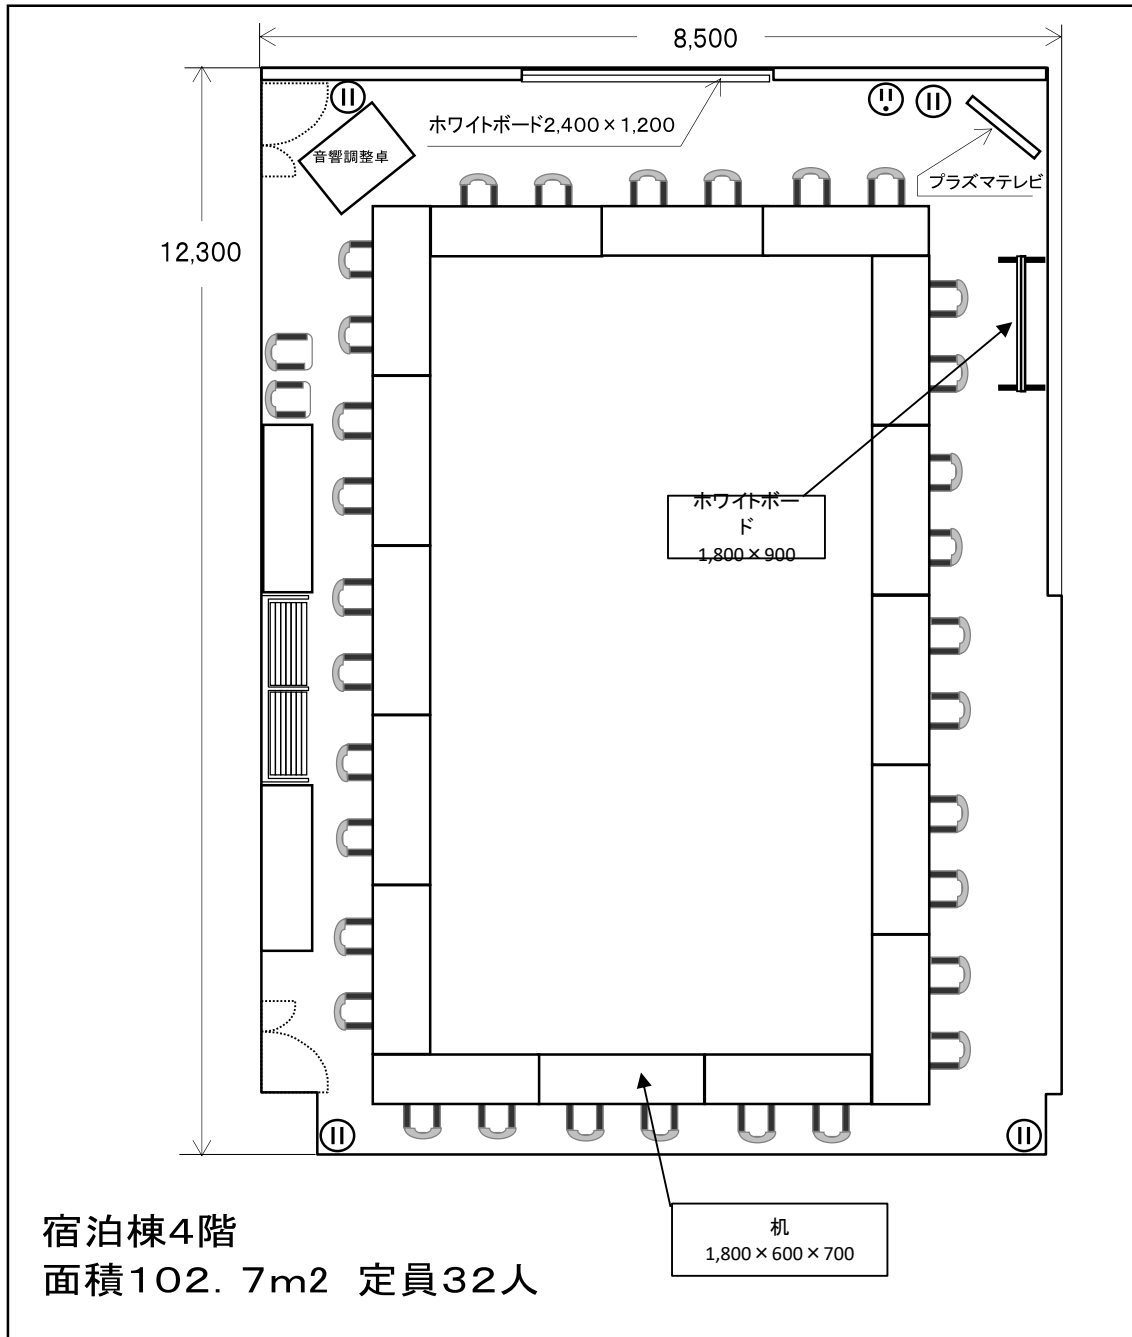 8,500
ホワイトボード2,400×1,200
音響調整卓
プラズマテレビ
12,300
ホワイトボー
ド
1,800×900
机
1,800×600×700
宿泊棟4階
面積102.7m2 定員32人